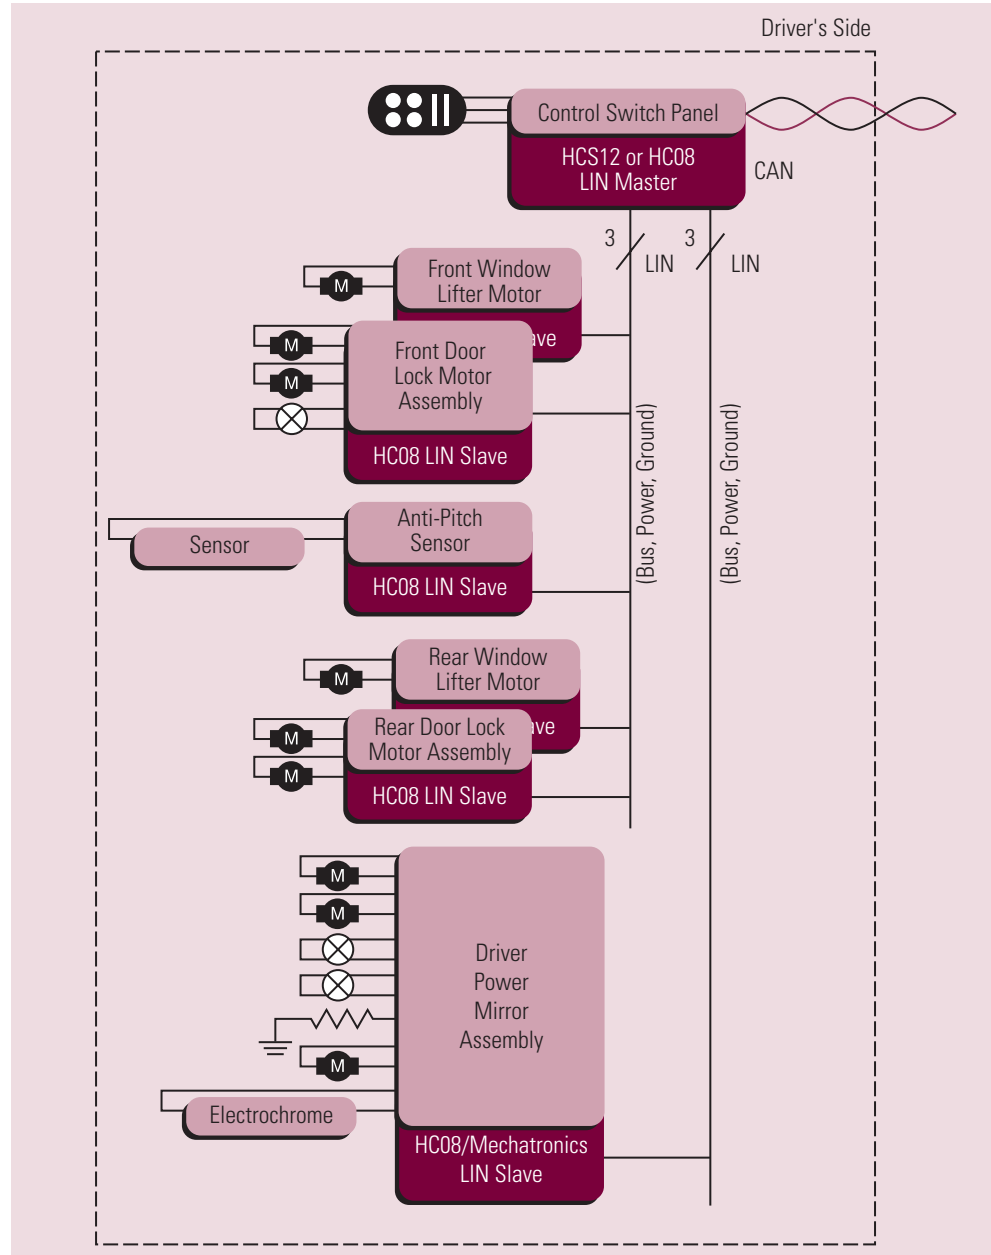 Driver's Side
Control Switch Panel
HCS12 or HC08
LIN Master
CAN
3
LIN
3
LIN
Front Window
Lifter Motor
M
M
M
Front Door
Lock Motor
Assembly
HC08 LIN Slave
(Bus, Power, Ground)
(Bus, Power, Ground)
Anti-Pitch
Sensor
Sensor
HC08 LIN Slave
Rear Window
Lifter Motor
M
M
M
Rear Door Lock
Motor Assembly
HC08 LIN Slave
M
M
M
Driver
Power
Mirror
Assembly
Electrochrome
HC08/Mechatronics
LIN Slave